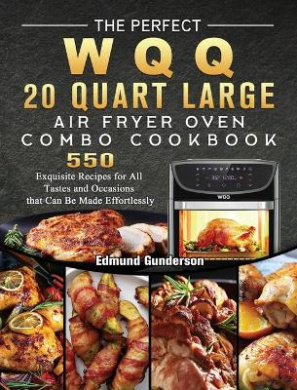 THE PERFECT
WQQ
20 QUART LARGE
AIR FRYER OVEN
COMBO COOKBOOK
550
Exquisite Recipes for All
Tastes and Occasions
that Can Be Made Effortlessly
WQQ
Edmund Gunderson